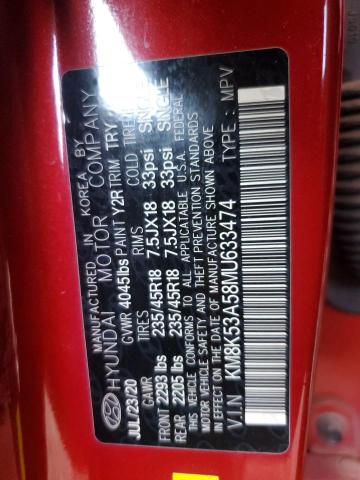 MANUFACTURED IN KOREA BY
HYUNDAI MOTOR COMPANY
JUL/23/20 GVWR 4045lbs PAINT Y2R TRIM TRY
GAWR TIRES RIMS COLD TIRE
FRONT 2293 lbs 235/45R18 7.5JX18 33psi SINGLE
REAR 2205 lbs 235/45R18 7.5JX18 33psi SINGLE
THIS VEHICLE CONFORMS TO ALL APPLICABLE U.S.A. FEDERAL
MOTOR VEHICLE SAFETY STANDARDS IN
EFFECT ON THE DATE OF MANUFACTURE SHOWN ABOVE
V.I.N KM8K53A58MU633474 TYPE: MPV